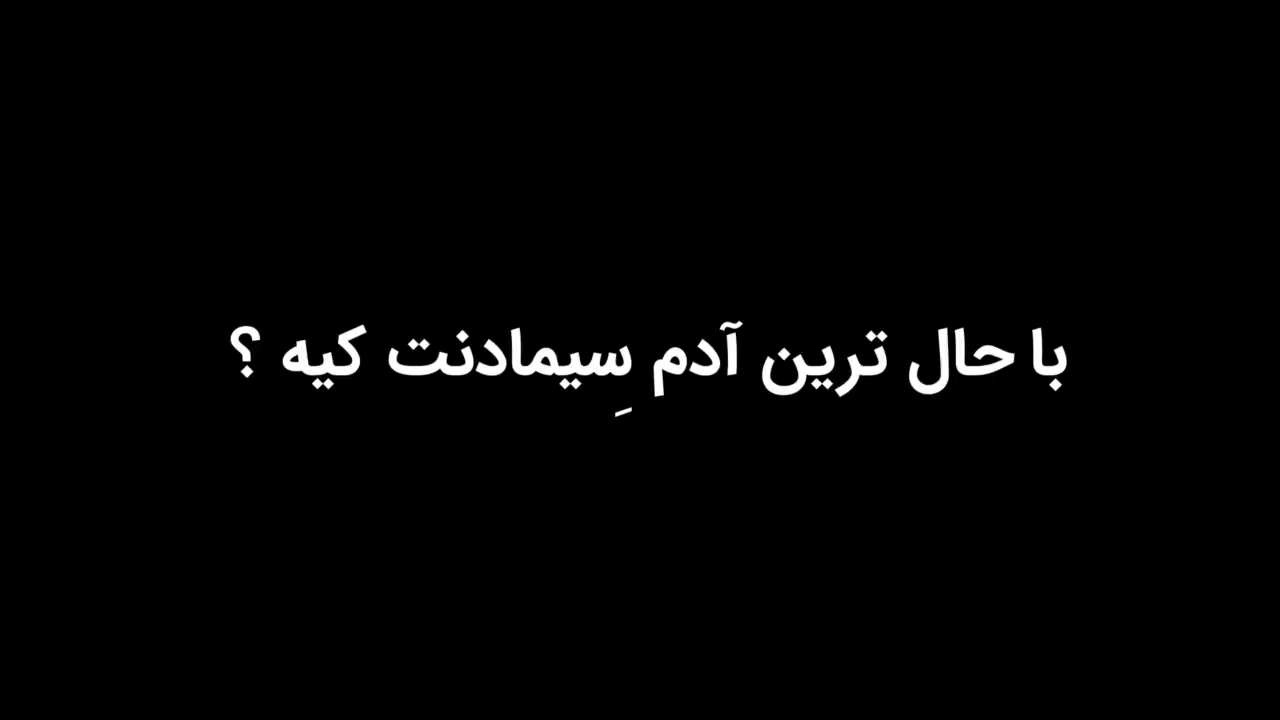 با حال ترین آدم سِیمادنت کیه ؟